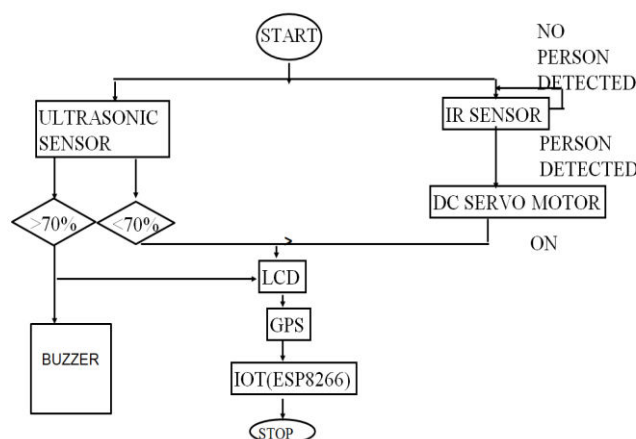 START
NO
PERSON
DETECTED
ULTRASONIC
SENSOR
IR SENSOR
PERSON
DETECTED
>70%
<70%
DC SERVO MOTOR
ON
LCD
GPS
BUZZER
IOT(ESP8266)
STOP